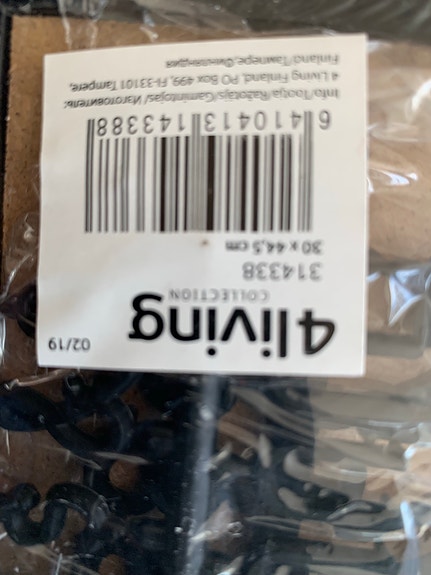 4living
COLLECTION
02/19
314338
30 x 44,5 cm
6 410413 143388
Info/Tootja/Ražotājs/Gamintojas/Изготовитель:
4 Living Finland, PO Box 499, FI-33101 Tampere,
Finland/Тампере,Финляндия